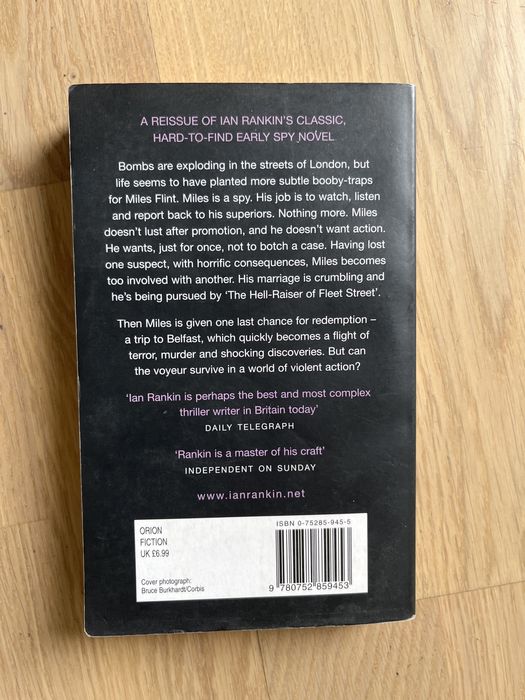 A REISSUE OF IAN RANKIN'S CLASSIC,
HARD-TO-FIND EARLY SPY NOVEL
Bombs are exploding in the streets of London, but
life seems to have planted more subtle booby-traps
for Miles Flint. Miles is a spy. His job is to watch, listen
and report back to his superiors. Nothing more. Miles
doesn't lust after promotion, and he doesn't want action.
He wants, just for once, not to botch a case. Having lost
one suspect, with horrific consequences, Miles becomes
too involved with another. His marriage is crumbling and
he's being pursued by 'The Hell-Raiser of Fleet Street'.
Then Miles is given one last chance for redemption –
a trip to Belfast, which quickly becomes a flight of
terror, murder and shocking discoveries. But can
the voyeur survive in a world of violent action?
'Ian Rankin is perhaps the best and most complex
thriller writer in Britain today'
DAILY TELEGRAPH
'Rankin is a master of his craft'
INDEPENDENT ON SUNDAY
www.ianrankin.net
ORION
FICTION
UK £6.99
Cover photograph:
Bruce Burkhardt/Corbis
ISBN 0-75285-945-5
9 780752 859453